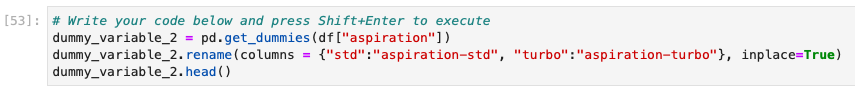 [53]: # Write your code below and press Shift+Enter to execute
dummy_variable_2 = pd.get_dummies(df["aspiration"])
dummy_variable_2.rename(columns = {"std":"aspiration-std", "turbo":"aspiration-turbo"}, inplace=True)
dummy_variable_2.head()